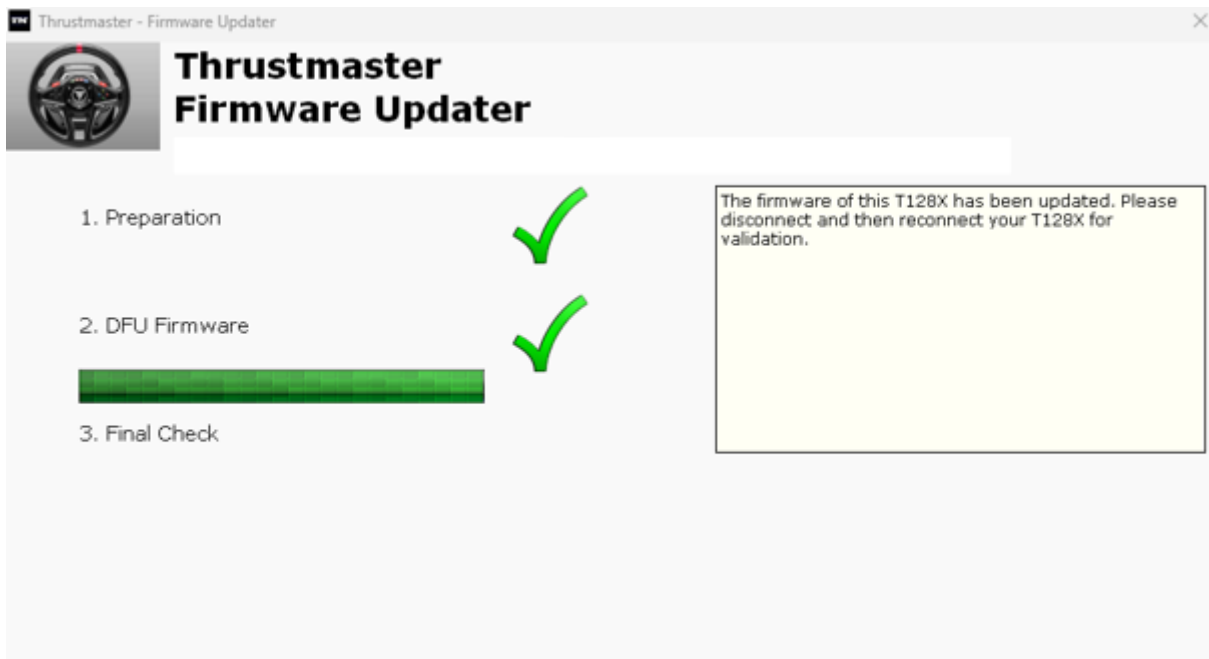 Thrustmaster - Firmware Updater
Thrustmaster
Firmware Updater
1. Preparation
The firmware of this T128X has been updated. Please
disconnect and then reconnect your T128X for
validation.
2. DFU Firmware
3. Final Check